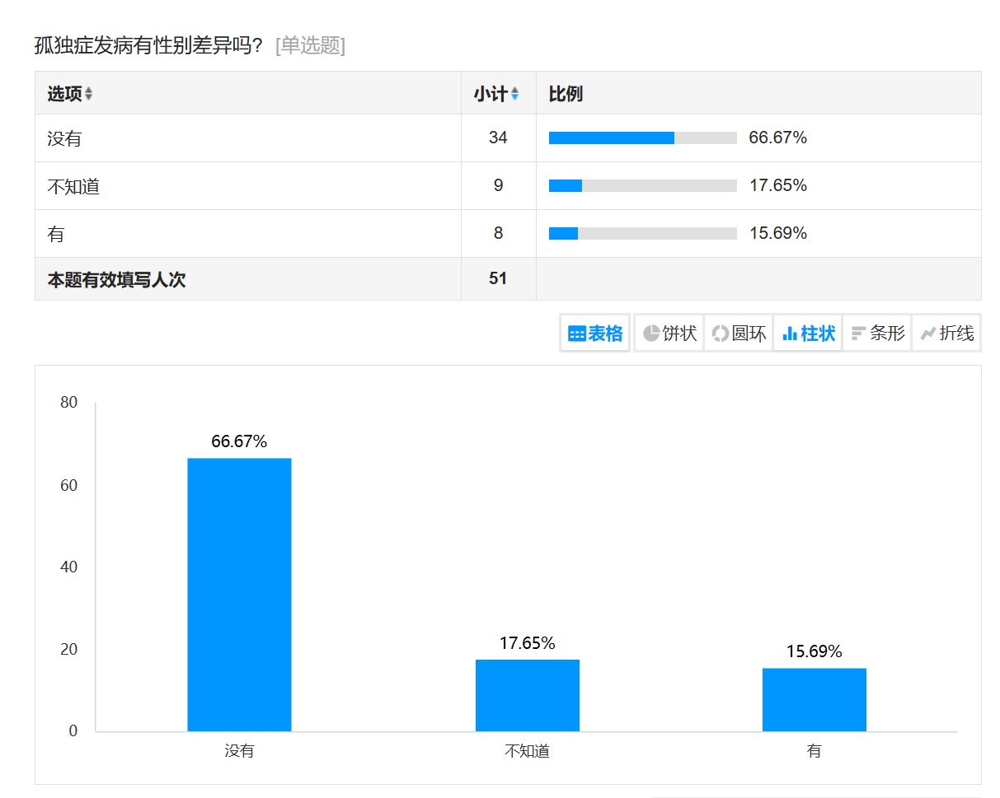 孤独症发病有性别差异吗? [单选题]
选项 小计 比例
没有 34 66.67%
不知道 9 17.65%
有 8 15.69%
本题有效填写人次 51
表格 饼状 圆环 柱状 条形 折线
80
66.67%
60
40
17.65%
15.69%
20
0
没有 不知道 有